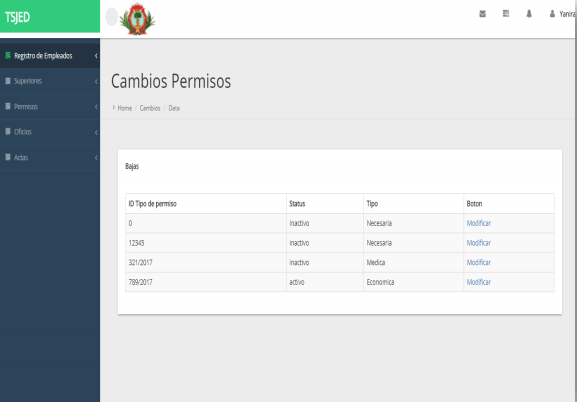 TSJED
Yanira
Registro de Empleados
Superiores
Permisos
Oficios
Actas
Cambios Permisos
> Home / Cambios / Data
Bajas
ID Tipo de permiso Status Tipo Boton
0 Inactivo Necesaria Modificar
12345 Inactivo Necesaria Modificar
321/2017 inactivo Medica Modificar
789/2017 activo Economica Modificar